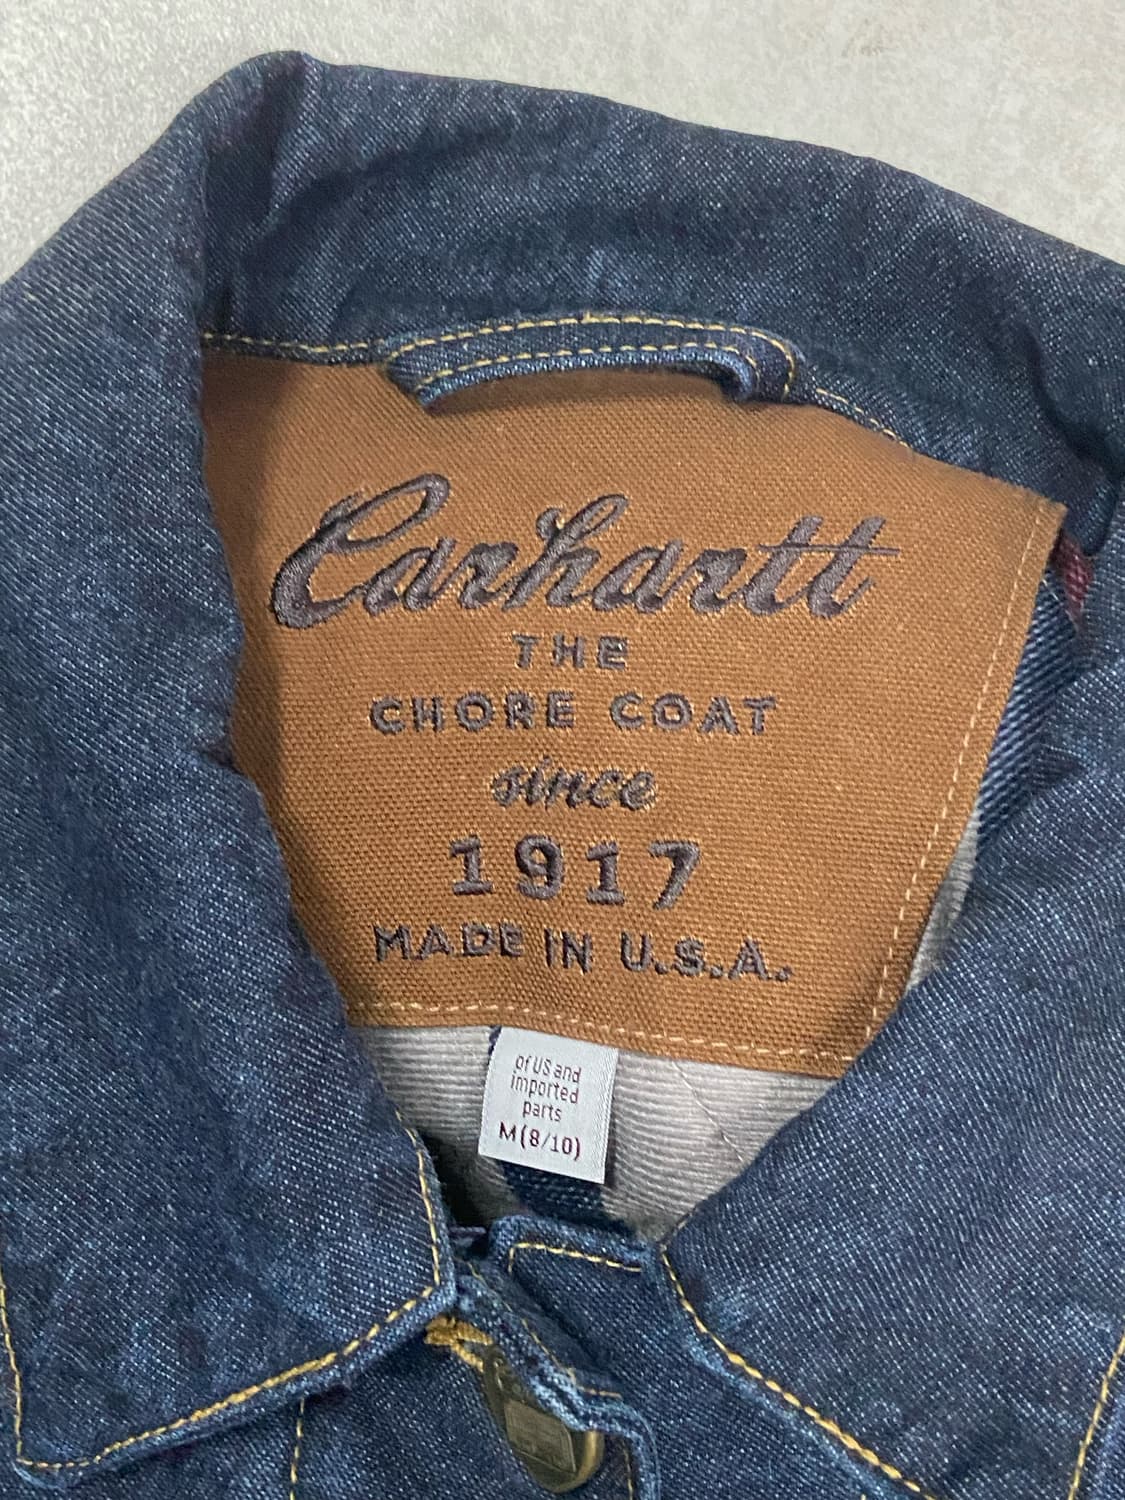 Carhartt
THE
CHORE COAT
since
1917
MADE IN U.S.A.
of US and
imported
parts
M(8/10)